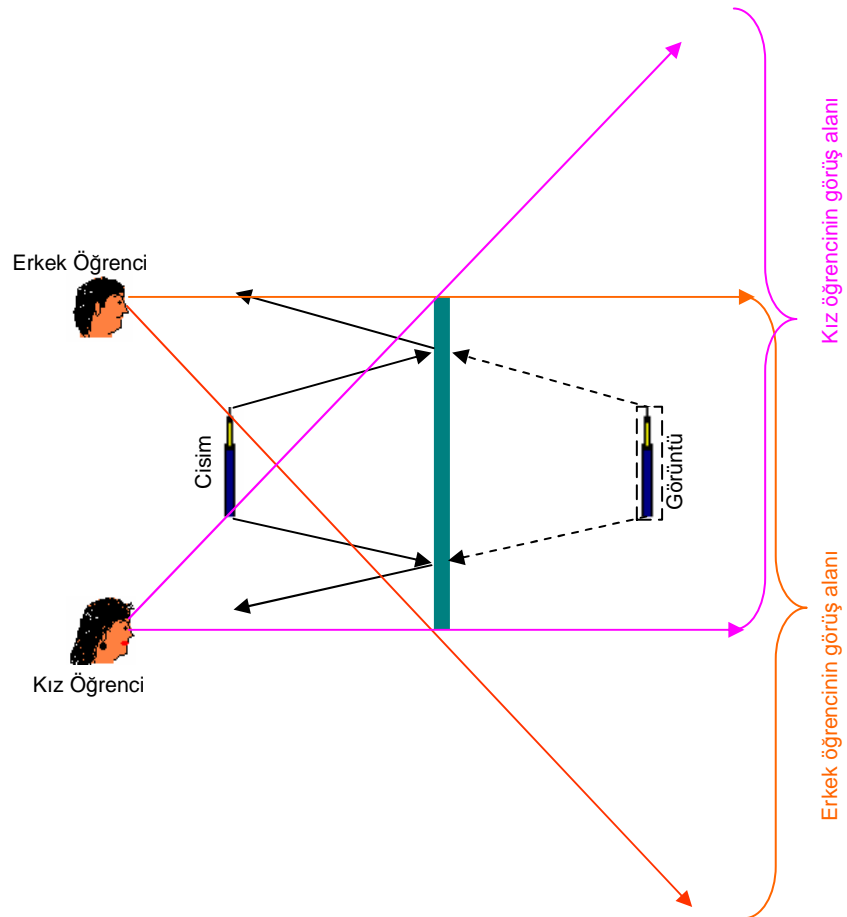 Erkek Öğrenci
Kız öğrencinin görüş alanı
Cisim
Görüntü
Kız Öğrenci
Erkek öğrencinin görüş alanı